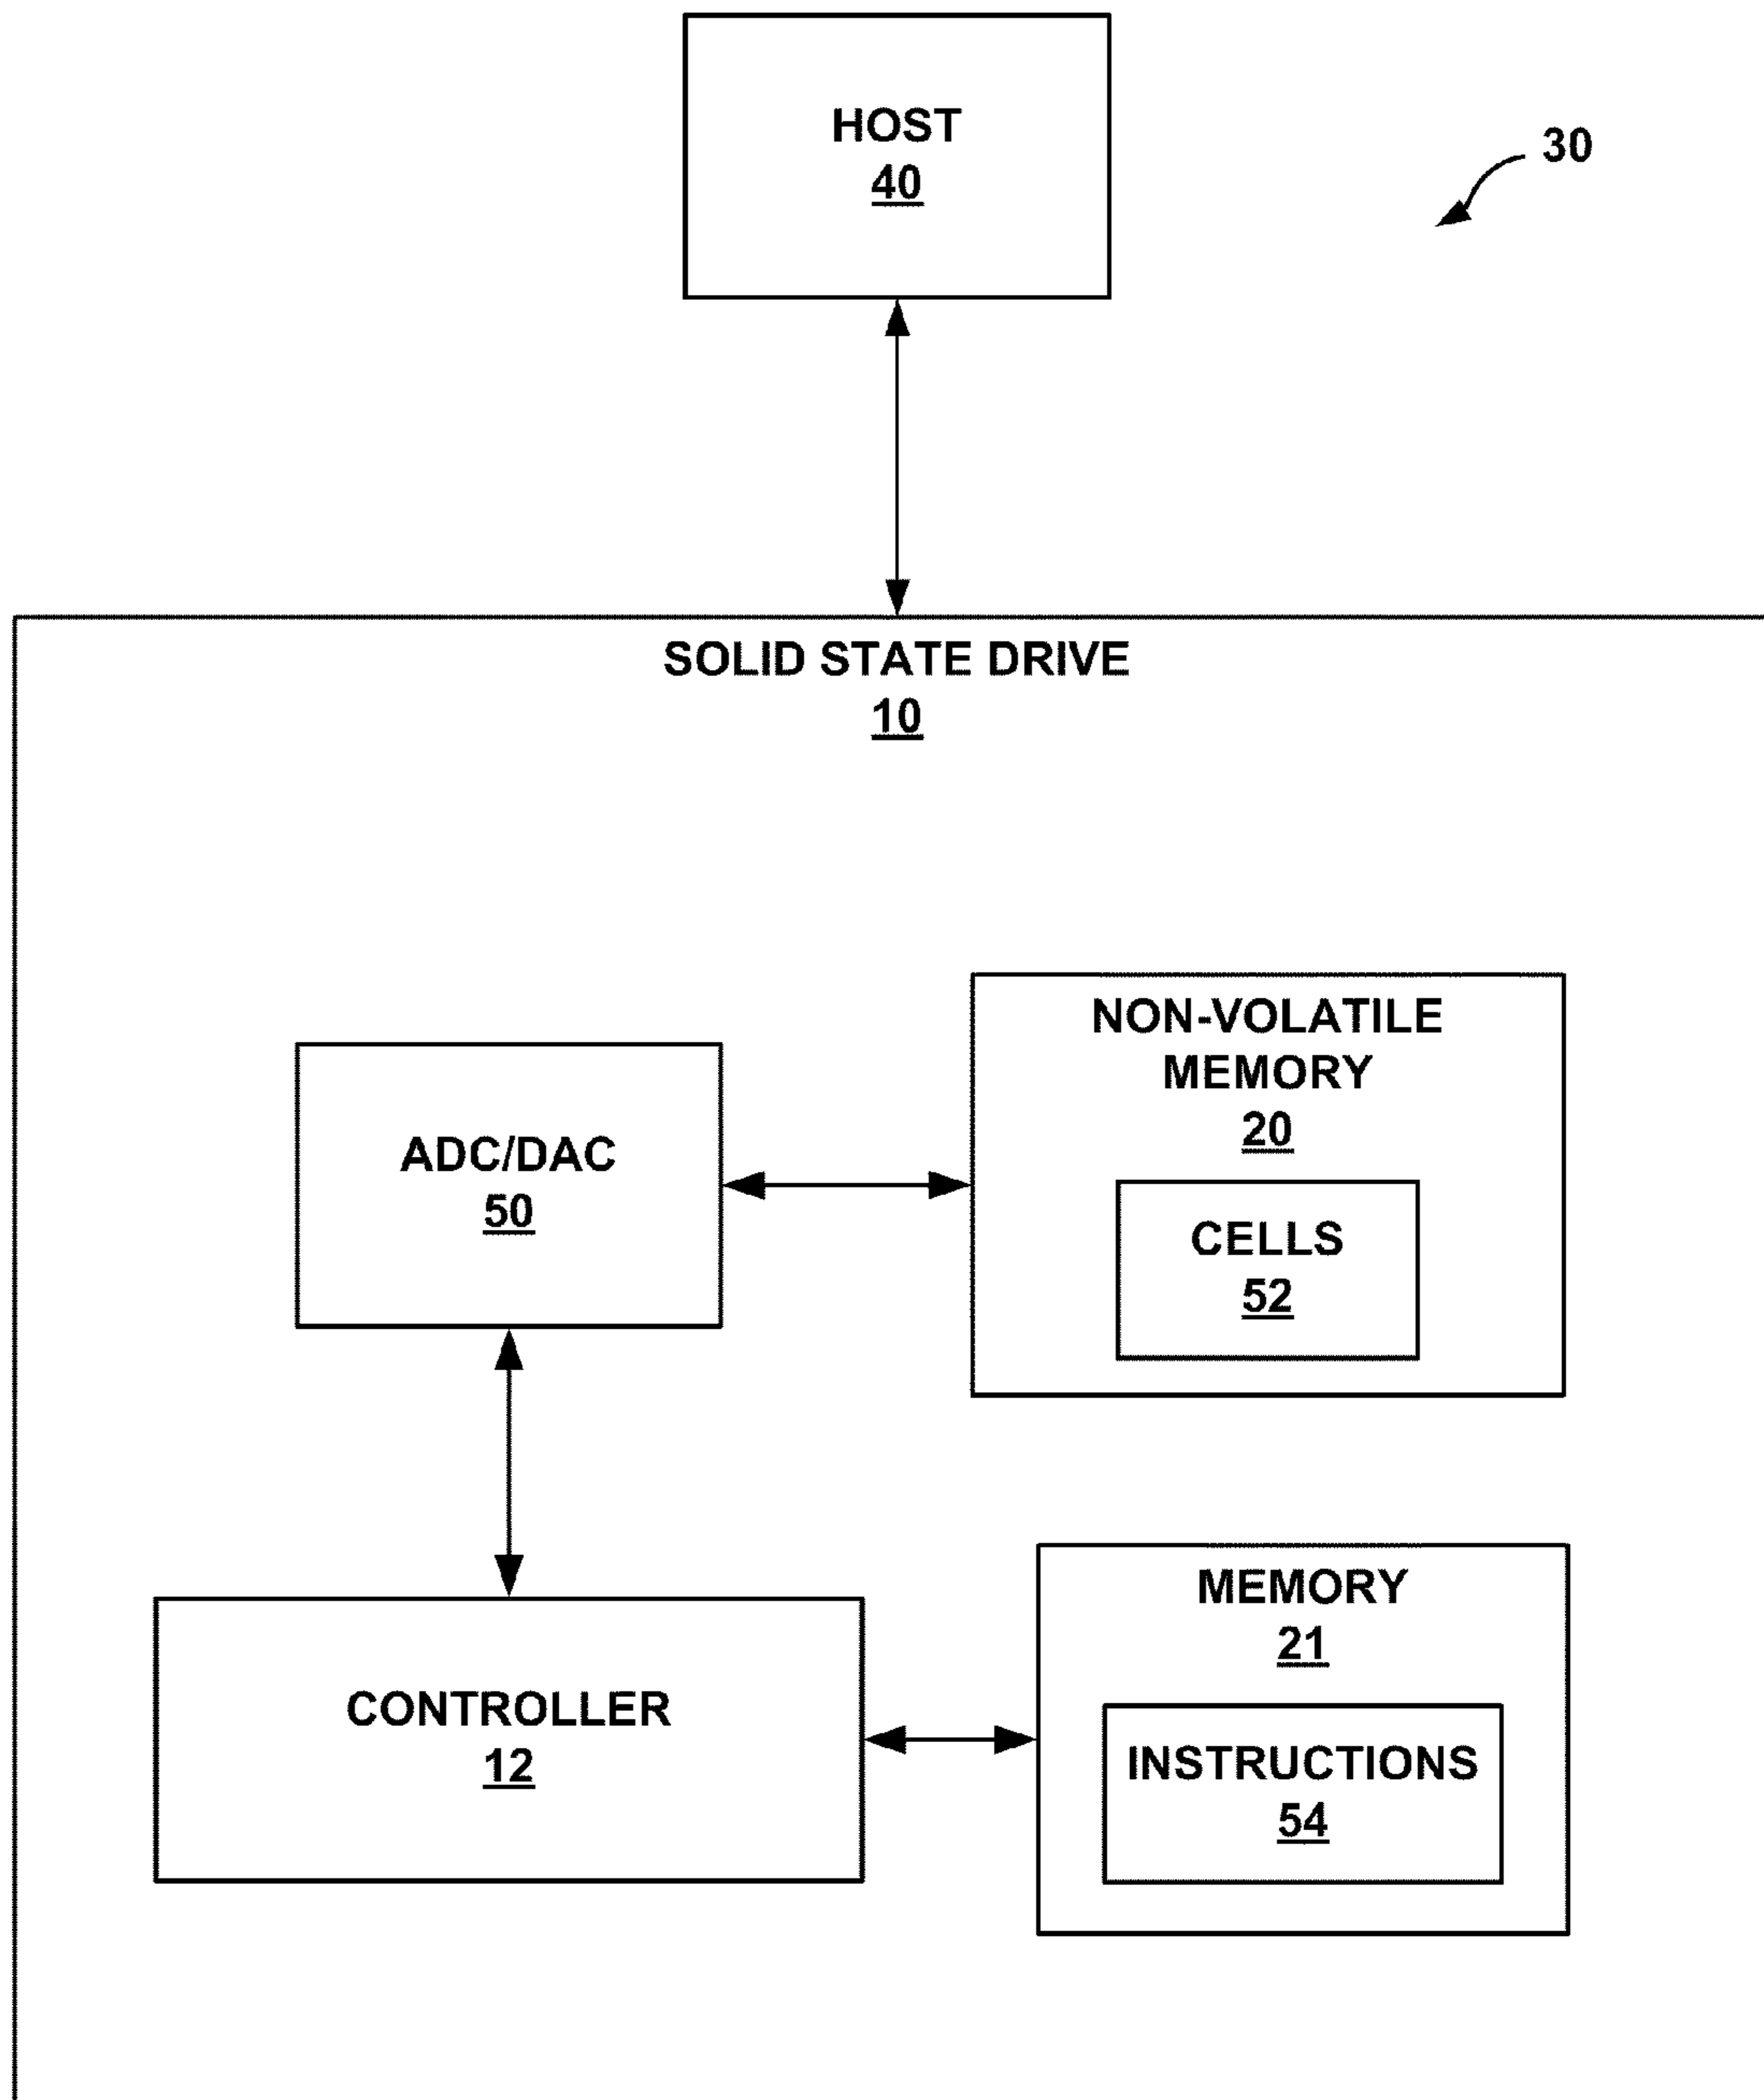 HOST
40
30
SOLID STATE DRIVE
10
NON-VOLATILE
MEMORY
20
CELLS
52
ADC/DAC
50
CONTROLLER
12
MEMORY
21
INSTRUCTIONS
54